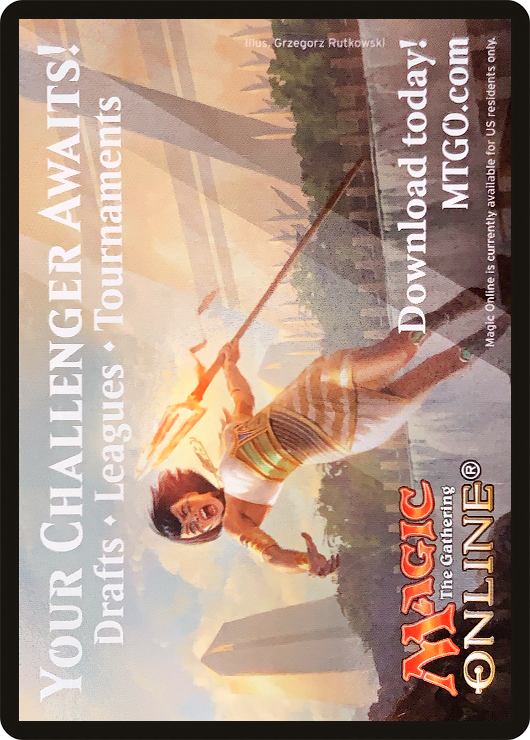 YOUR CHALLENGER AWAITS!
Drafts • Leagues • Tournaments
Illus. Grzegorz Rutkowski
MAGIC
The Gathering
ONLINE®
Download today!
MTGO.com
Magic Online is currently available for US residents only.